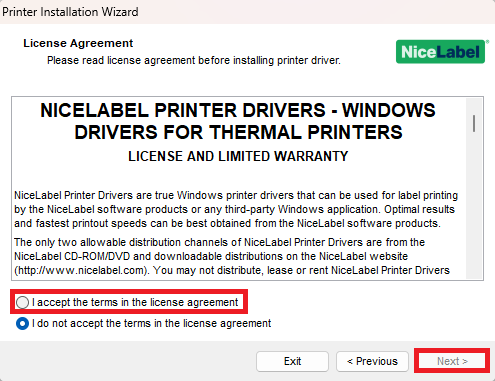 Printer Installation Wizard
License Agreement
Please read license agreement before installing printer driver.
NiceLabel
NICELABEL PRINTER DRIVERS - WINDOWS
DRIVERS FOR THERMAL PRINTERS
LICENSE AND LIMITED WARRANTY
NiceLabel Printer Drivers are true Windows printer drivers that can be used for label printing
by the NiceLabel software products or any third-party Windows application. Optimal results
and fastest printout speeds can be best obtained from the NiceLabel software products.
The only two allowable distribution channels of NiceLabel Printer Drivers are from the
NiceLabel CD-ROM/DVD and downloadable distributions on the NiceLabel website
(http://www.nicelabel.com). You may not distribute, lease or rent NiceLabel Printer Drivers
I accept the terms in the license agreement
I do not accept the terms in the license agreement
Exit
< Previous
Next >